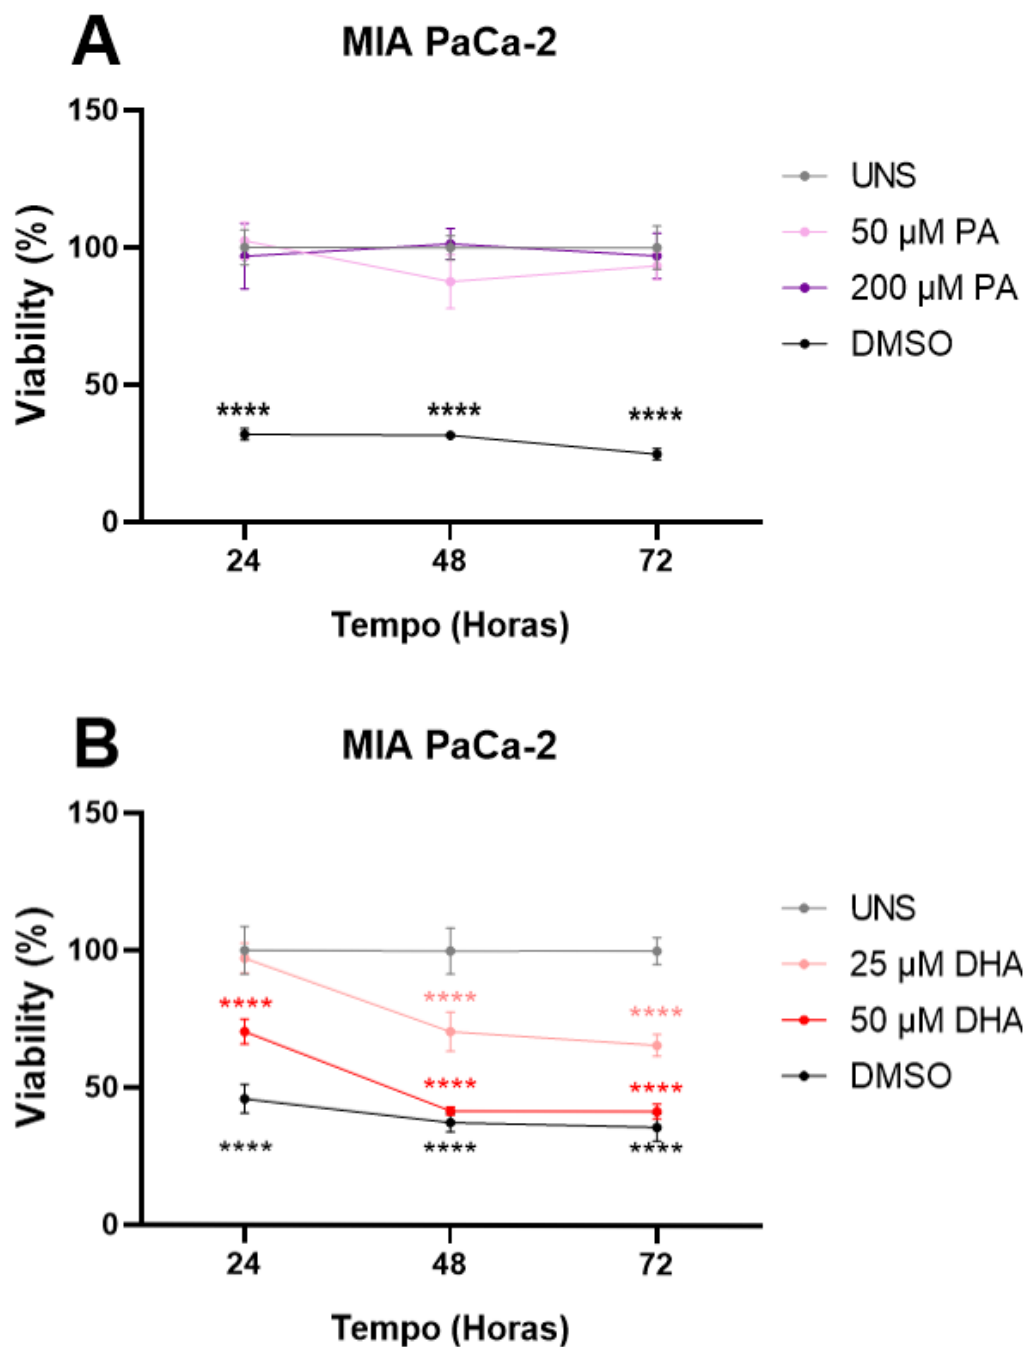 A
MIA PaCa-2
150
100
50
0
Viability (%)
UNS
50 µM PA
200 µM PA
DMSO
**** **** ****
24 48 72
Tempo (Horas)
B
MIA PaCa-2
150
100
50
0
Viability (%)
UNS
25 µM DHA
50 µM DHA
DMSO
**** ****
**** **** ****
**** **** ****
24 48 72
Tempo (Horas)